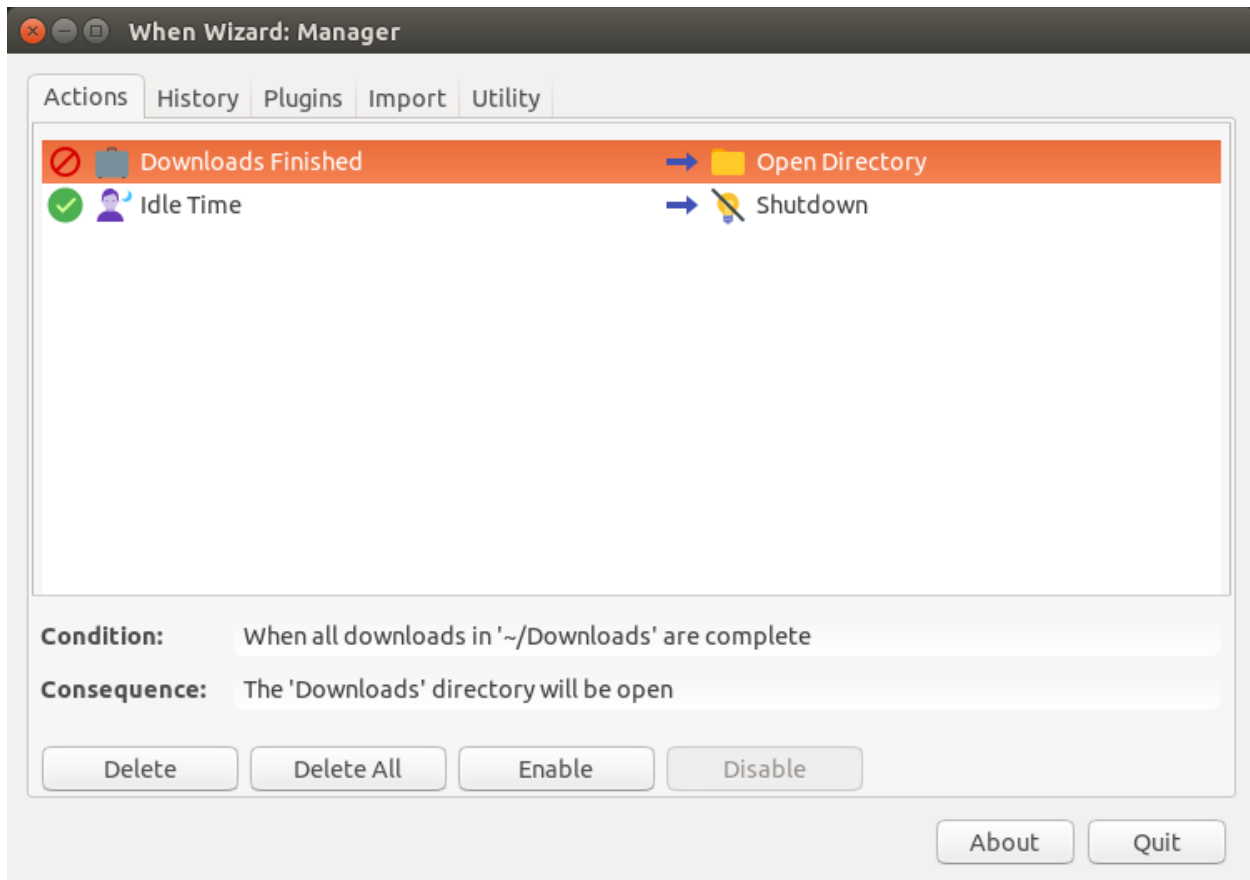 When Wizard: Manager
Actions History Plugins Import Utility
Downloads Finished Open Directory
Idle Time Shutdown
Condition: When all downloads in '~/Downloads' are complete
Consequence: The 'Downloads' directory will be open
Delete Delete All Enable Disable
About Quit